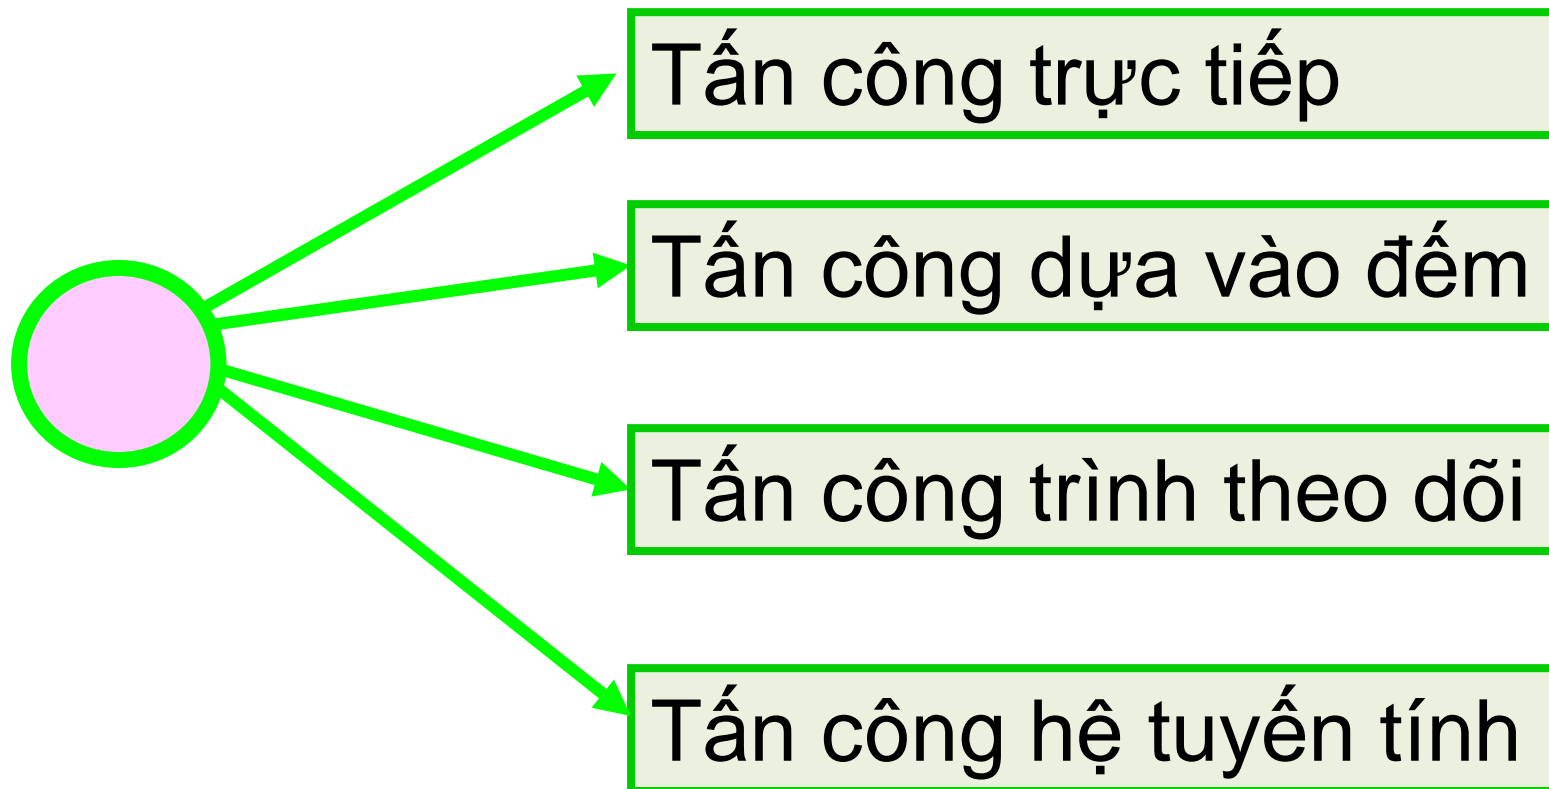 Tấn công trực tiếp
Tấn công dựa vào đếm
Tấn công trình theo dõi
Tấn công hệ tuyến tính